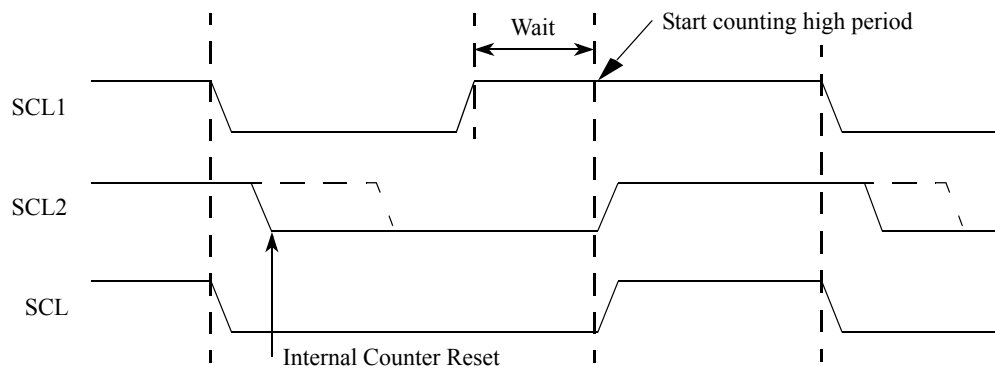 Wait
Start counting high period
SCL1
SCL2
SCL
Internal Counter Reset